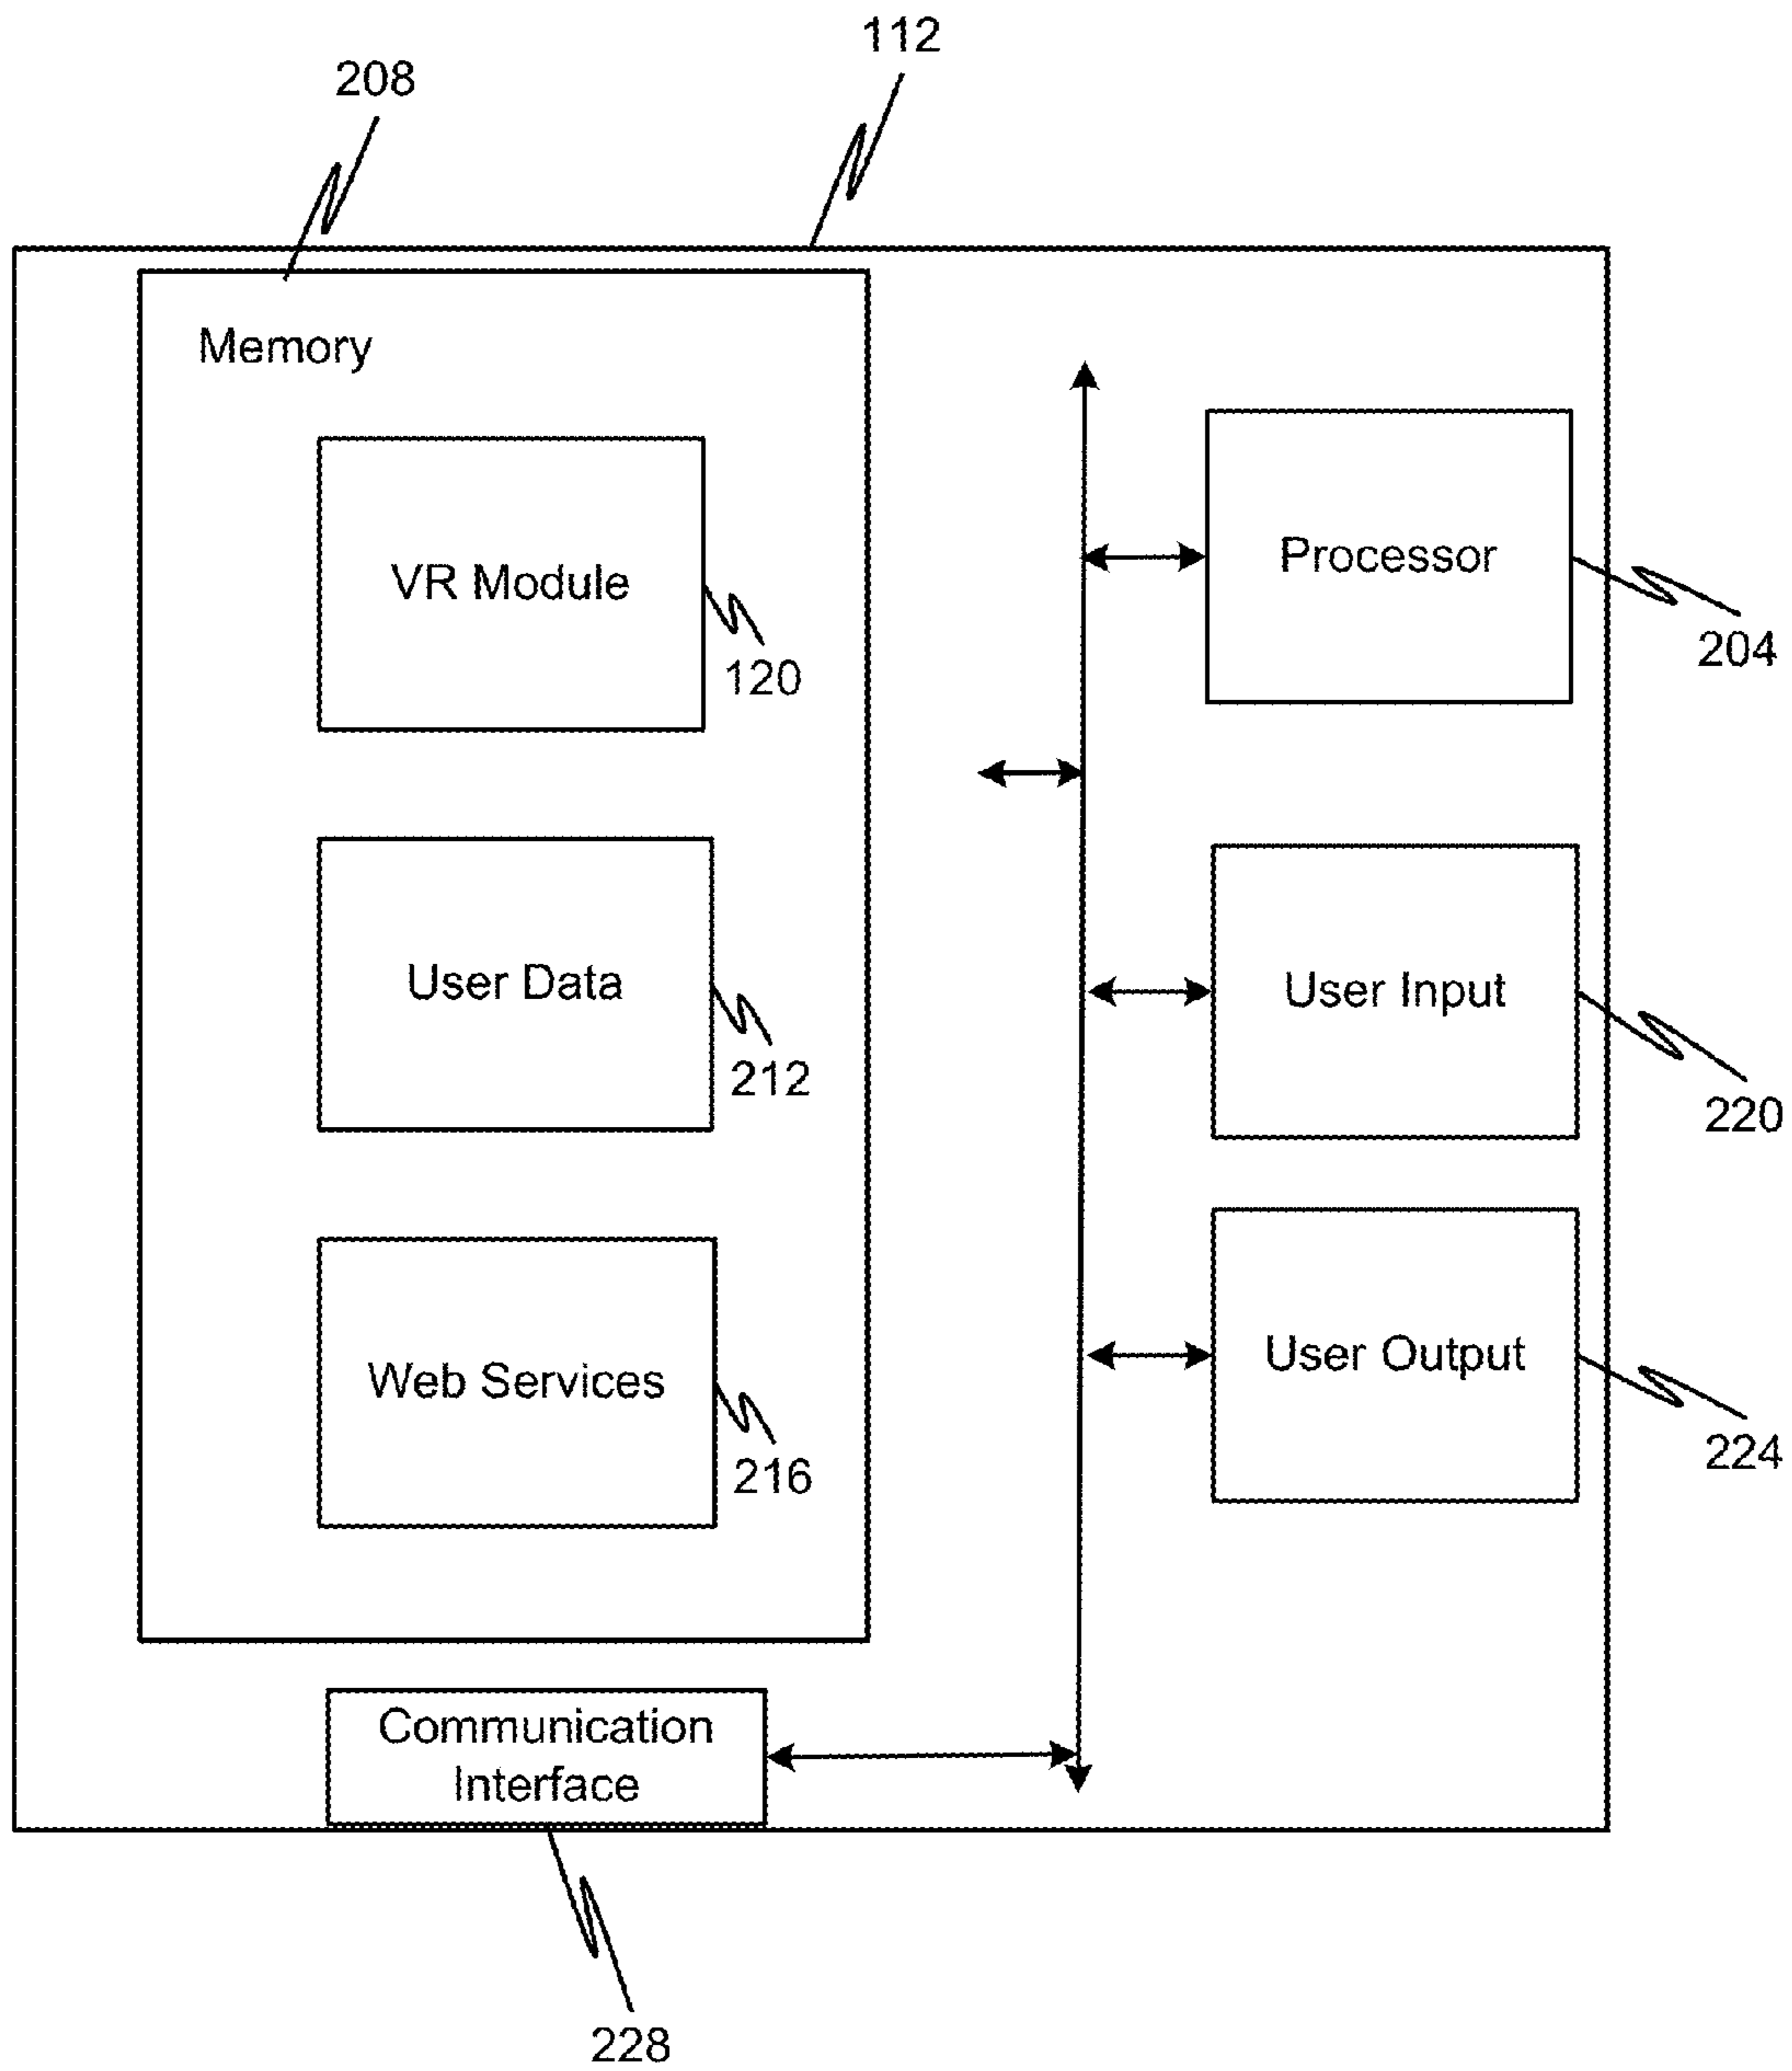 112
208
Memory
VR Module
120
Processor
204
User Data
212
User Input
220
Web Services
216
User Output
224
Communication
Interface
228